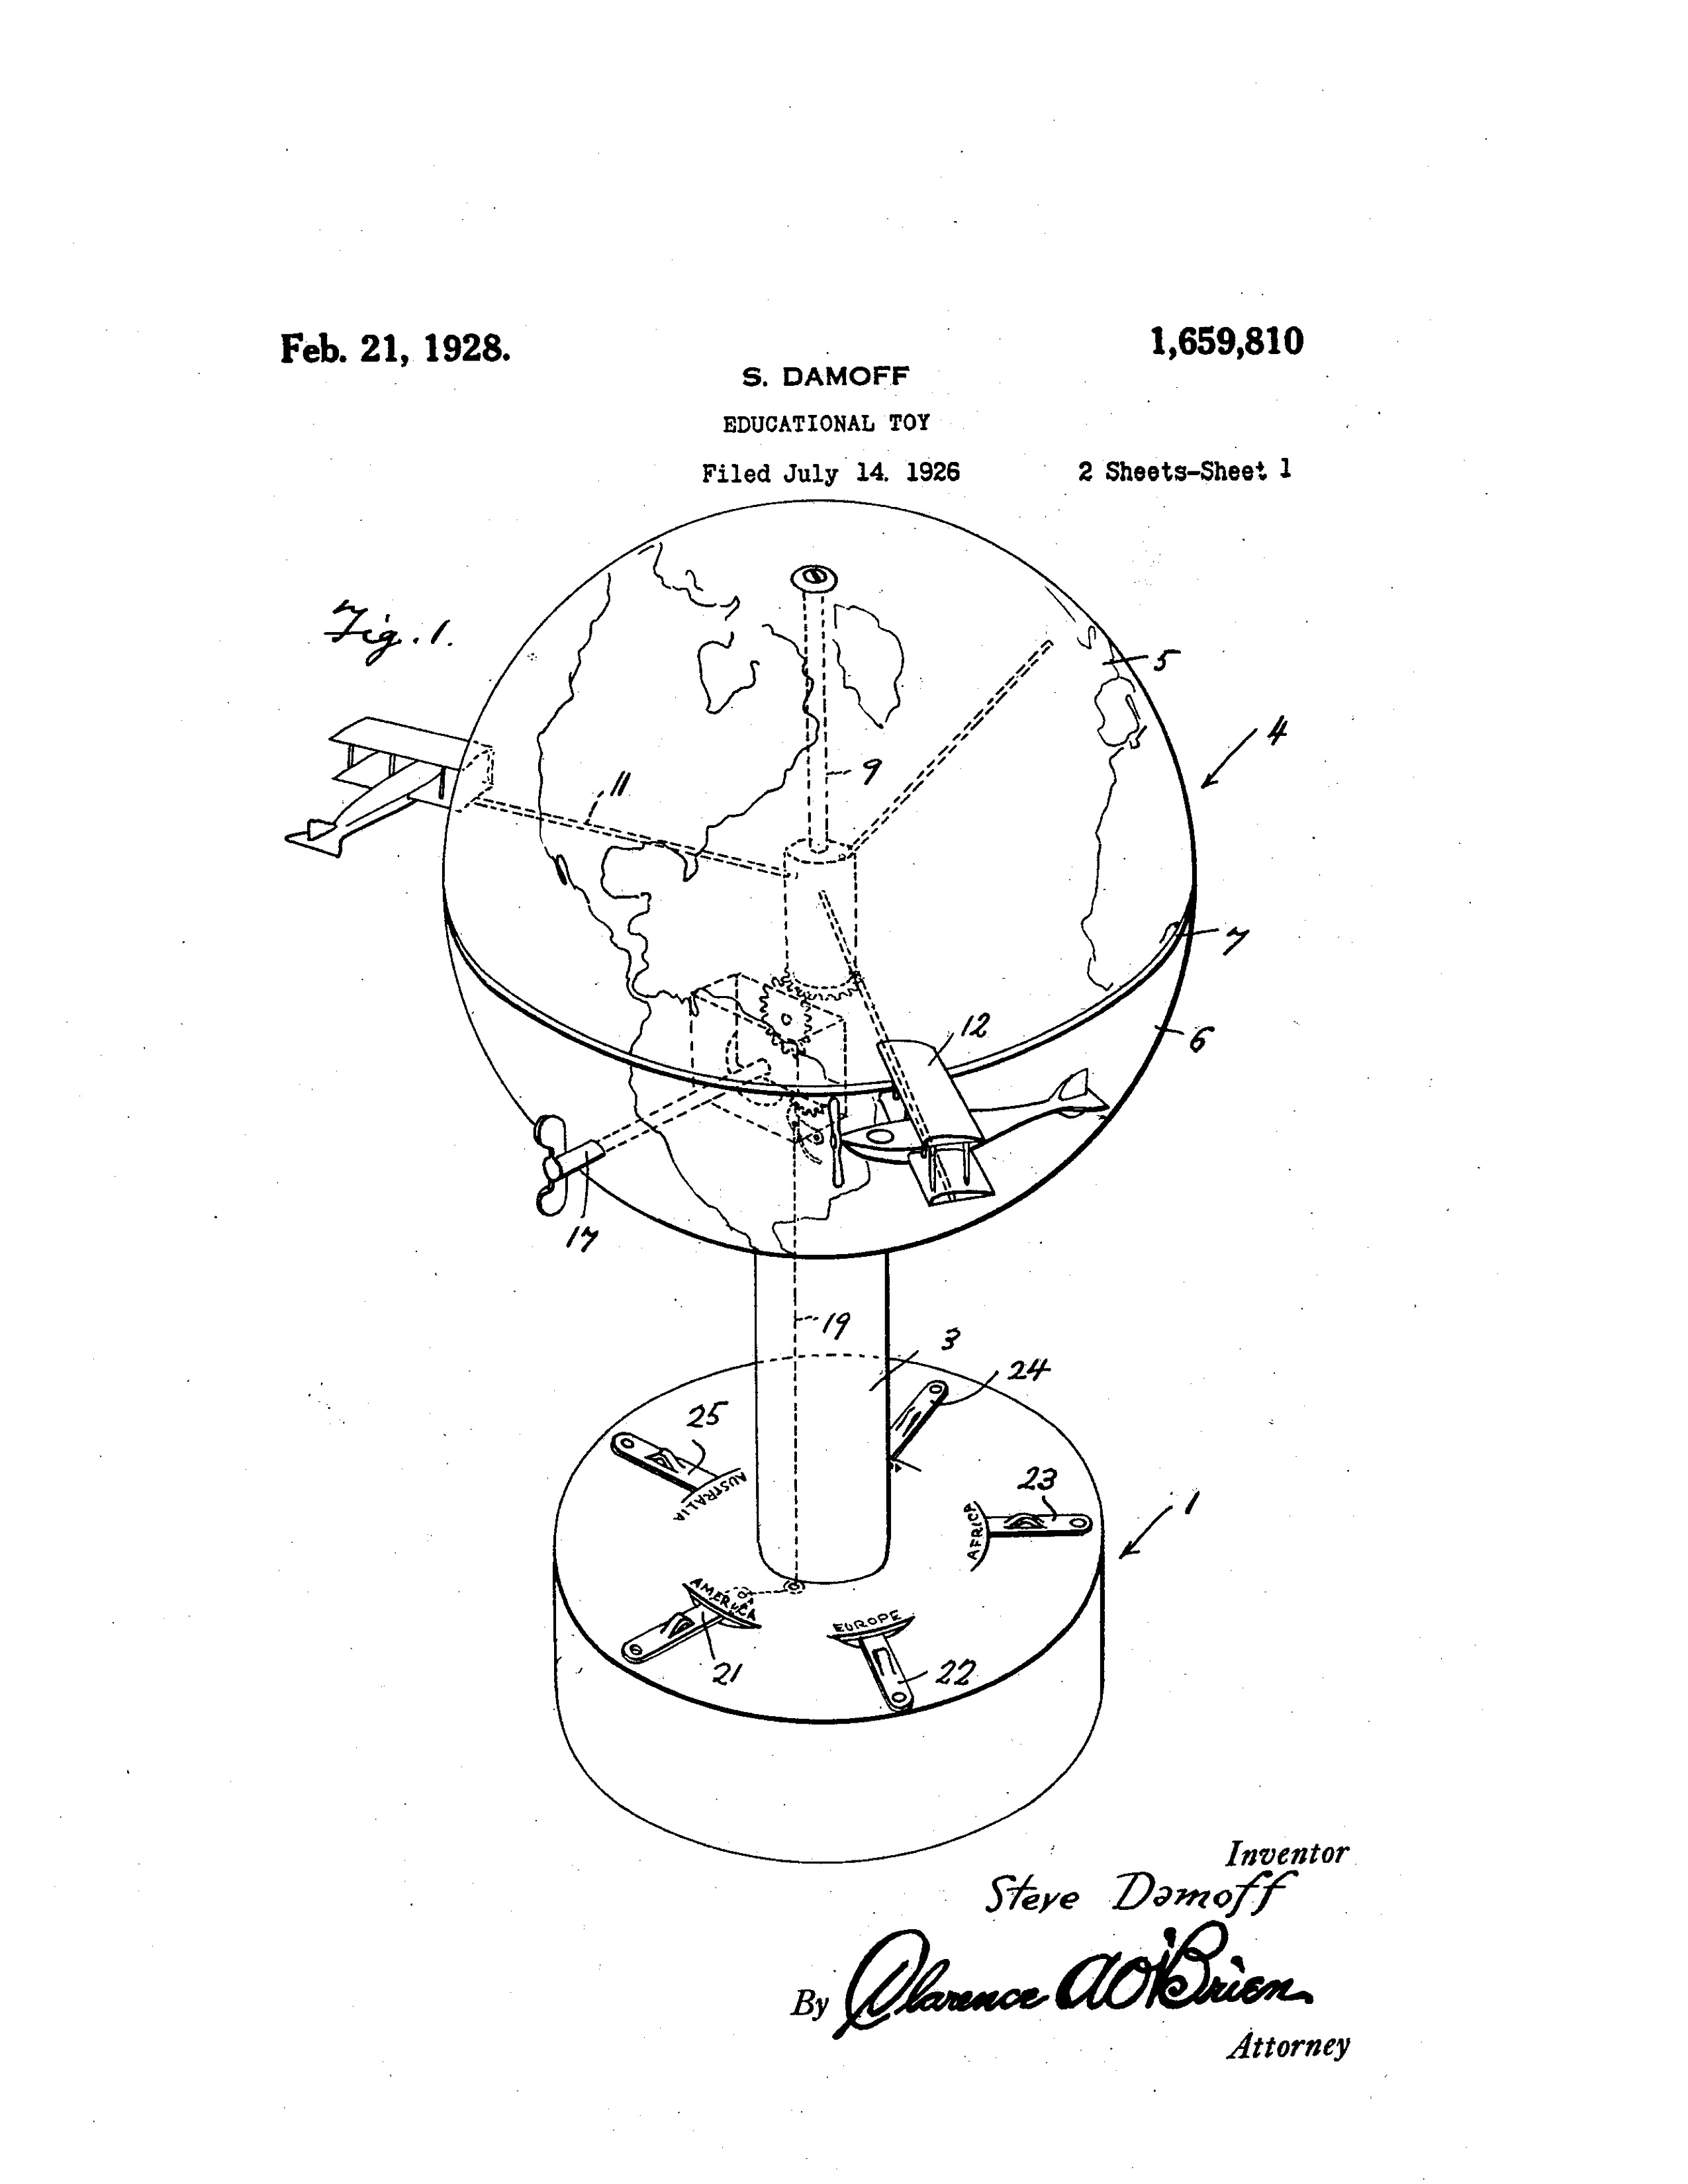 Feb. 21, 1928.
1,659,810
S. DAMOFF
EDUCATIONAL TOY
Filed July 14. 1926
2 Sheets-Sheet 1
Fig. 1.
5
4
9
11
7
12
6
17
19
3
24
25
23
AUSTRALIA
AFRICA
1
AMERICA
EUROPE
21
22
Inventor
Steve Damoff
By Clarence A O'Brien
Attorney